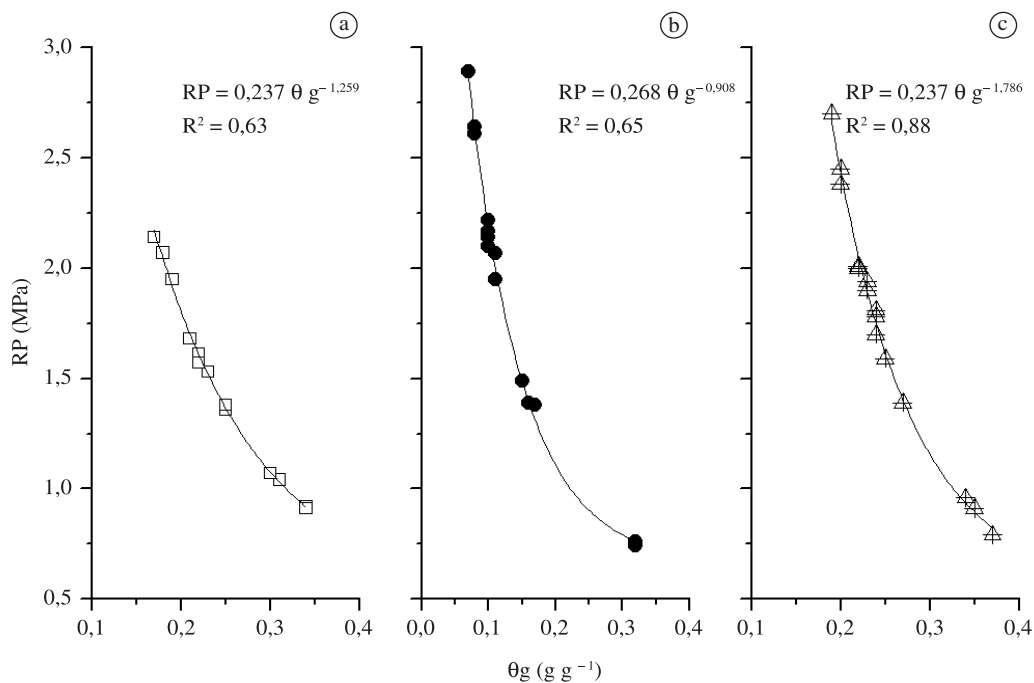 a
b
c
RP = 0,237 θ g⁻¹,²⁵⁹
R² = 0,63
RP = 0,268 θ g⁻⁰,⁹⁰⁸
R² = 0,65
RP = 0,237 θ g⁻¹,⁷⁸⁶
R² = 0,88
3,0
2,5
2,0
1,5
1,0
0,5
RP (MPa)
0,1 0,2 0,3 0,4
0,0 0,1 0,2 0,3 0,4
0,1 0,2 0,3 0,4
θg (g g ⁻¹)